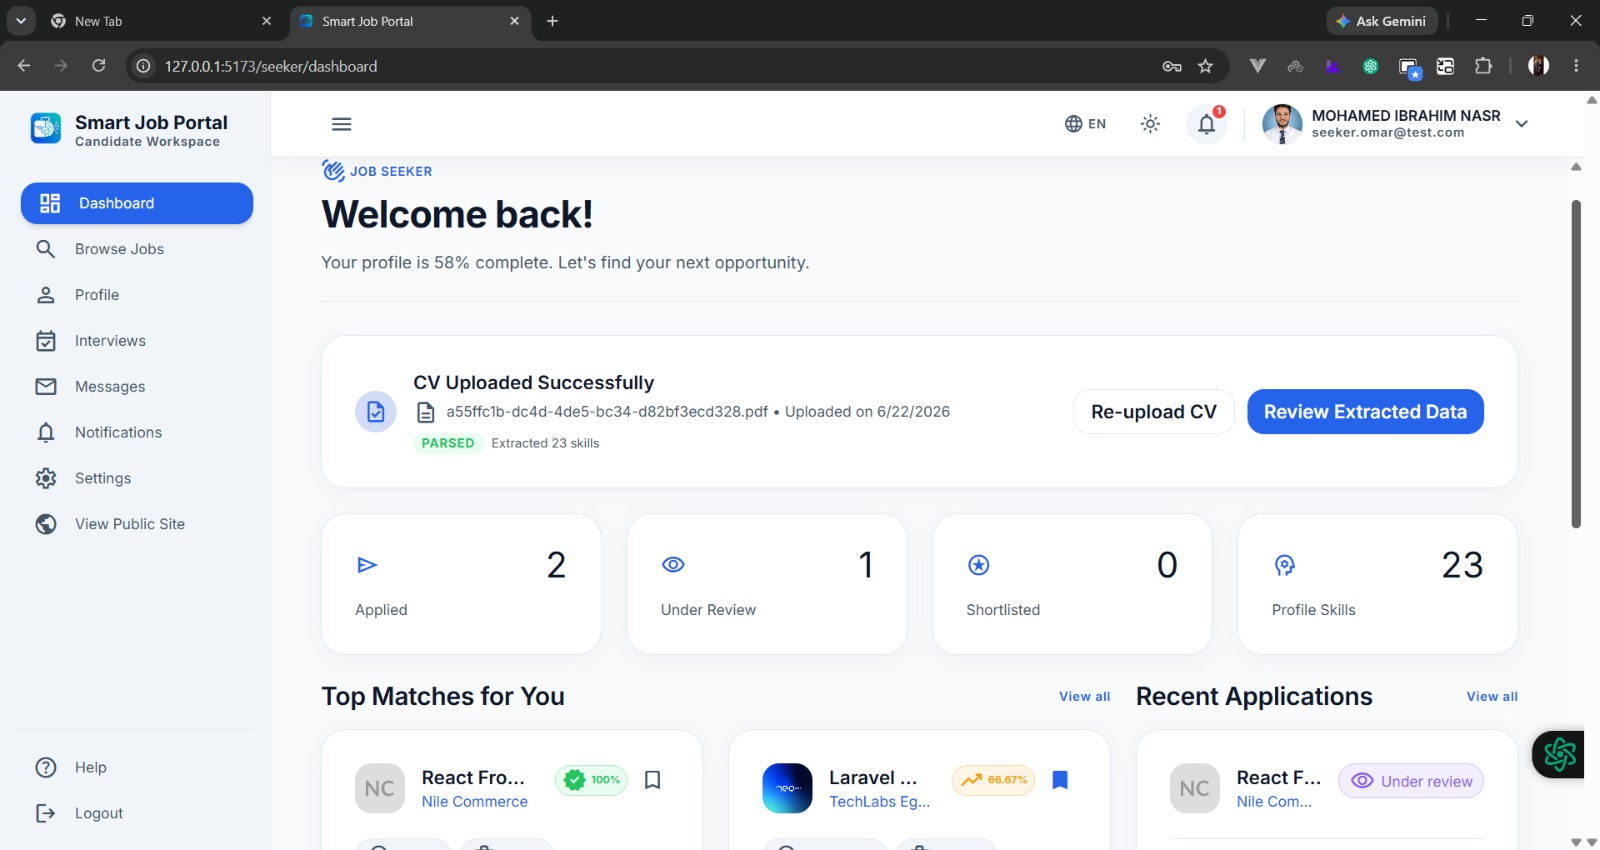 New Tab
Smart Job Portal
Ask Gemini
127.0.0.1:5173/seeker/dashboard
Smart Job Portal
Candidate Workspace
EN
1
MOHAMED IBRAHIM NASR
seeker.omar@test.com
Dashboard
Browse Jobs
Profile
Interviews
Messages
Notifications
Settings
View Public Site
Help
Logout
JOB SEEKER
Welcome back!
Your profile is 58% complete. Let's find your next opportunity.
CV Uploaded Successfully
a55ffc1b-dc4d-4de5-bc34-d82bf3ecd328.pdf • Uploaded on 6/22/2026
PARSED Extracted 23 skills
Re-upload CV
Review Extracted Data
2
Applied
1
Under Review
0
Shortlisted
23
Profile Skills
Top Matches for You
View all
NC
React Fro...
Nile Commerce
100%
neo
Laravel ...
TechLabs Eg...
66.67%
Recent Applications
View all
NC
React F...
Nile Com...
Under review